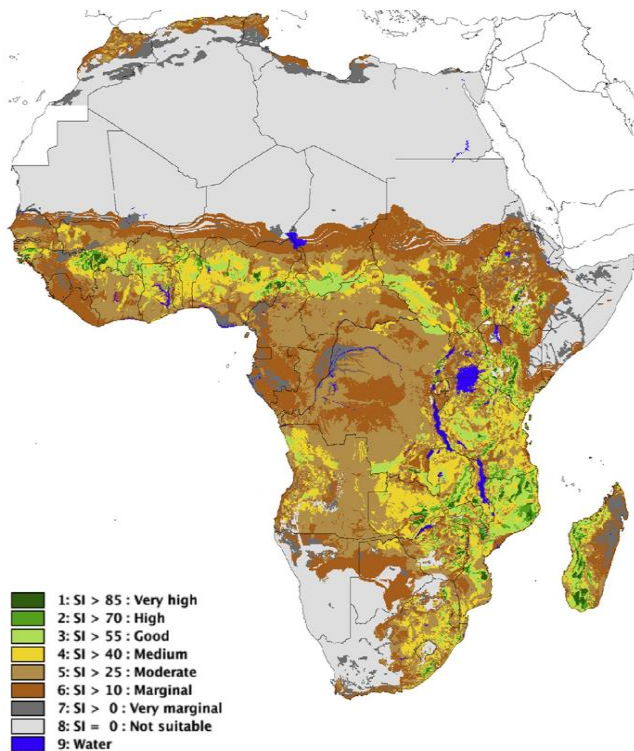 1: SI > 85 : Very high
2: SI > 70 : High
3: SI > 55 : Good
4: SI > 40 : Medium
5: SI > 25 : Moderate
6: SI > 10 : Marginal
7: SI > 0 : Very marginal
8: SI = 0 : Not suitable
9: Water